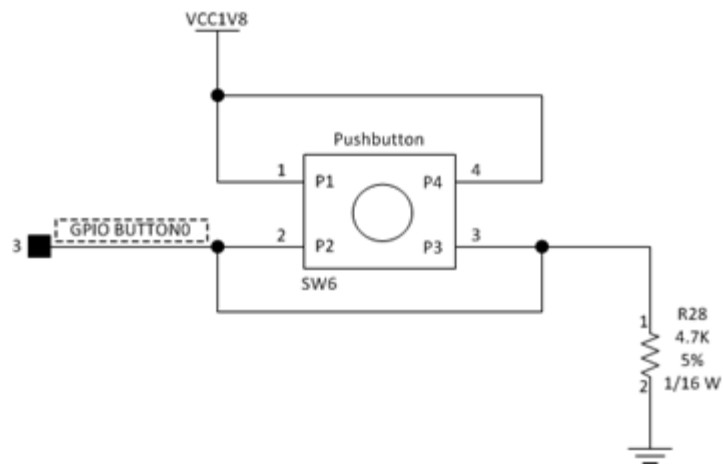 VCC1V8
Pushbutton
1 P1 P4 4
3 GPIO BUTTON0 2 P2 P3 3
SW6
1 R28
4.7K
5%
2 1/16 W